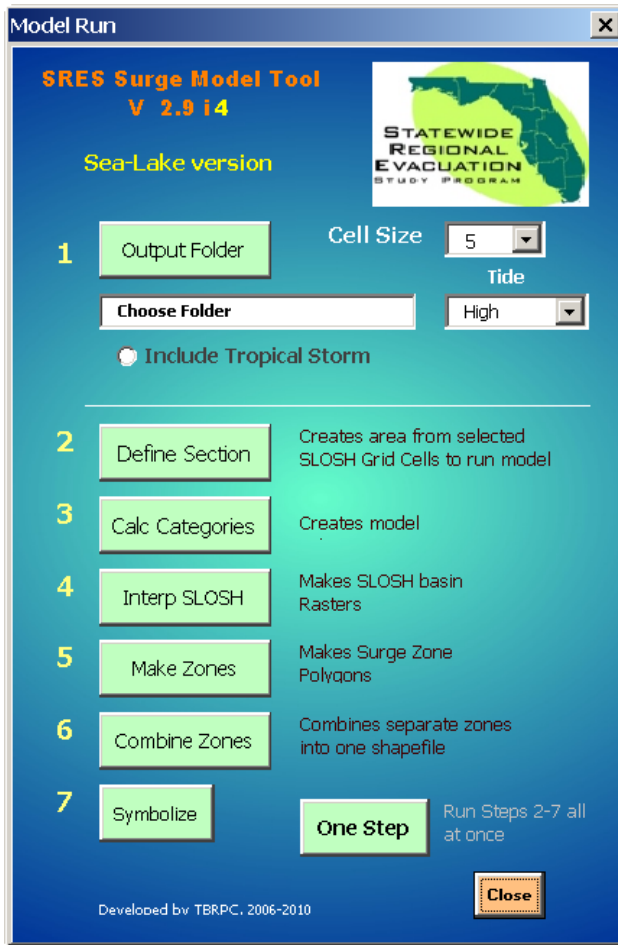 Model Run
SRES Surge Model Tool
V 2.9 i4
Sea-Lake version
STATEWIDE
REGIONAL
EVACUATION
STUDY PROGRAM
1
Output Folder
Cell Size
5
Tide
Choose Folder
High
Include Tropical Storm
2
Define Section
Creates area from selected
SLOSH Grid Cells to run model
3
Calc Categories
Creates model
4
Interp SLOSH
Makes SLOSH basin
Rasters
5
Make Zones
Makes Surge Zone
Polygons
6
Combine Zones
Combines separate zones
into one shapefile
7
Symbolize
One Step
Run Steps 2-7 all
at once
Close
Developed by TBRPC, 2006-2010